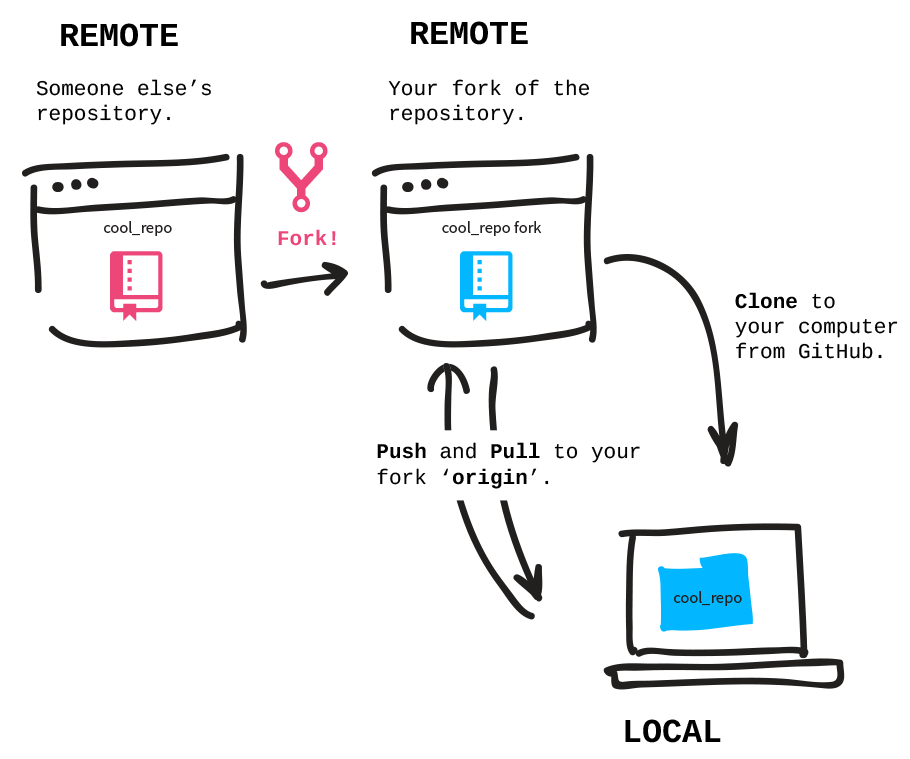 REMOTE
Someone else’s
repository.
cool_repo
Fork!
REMOTE
Your fork of the
repository.
cool_repo fork
Clone to
your computer
from GitHub.
Push and Pull to your
fork ‘origin’.
cool_repo
LOCAL